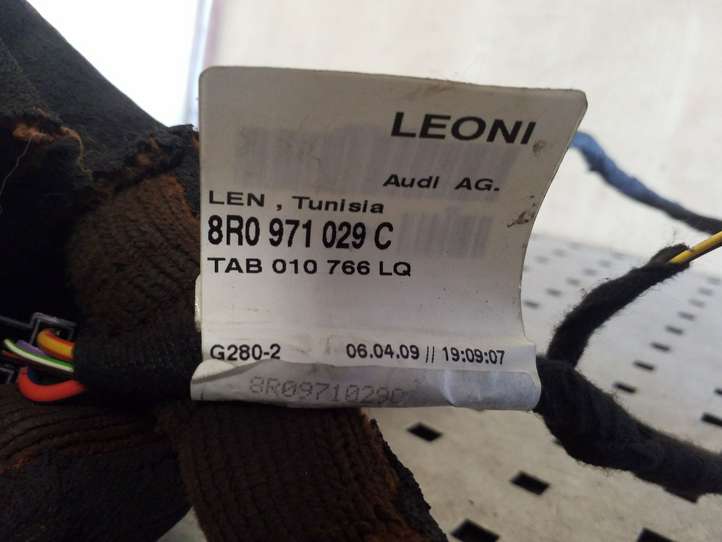 LEONI
Audi AG.
LEN , Tunisia
8R0 971 029 C
TAB 010 766 LQ
G280-2 06.04.09 // 19:09:07
8R0971029C